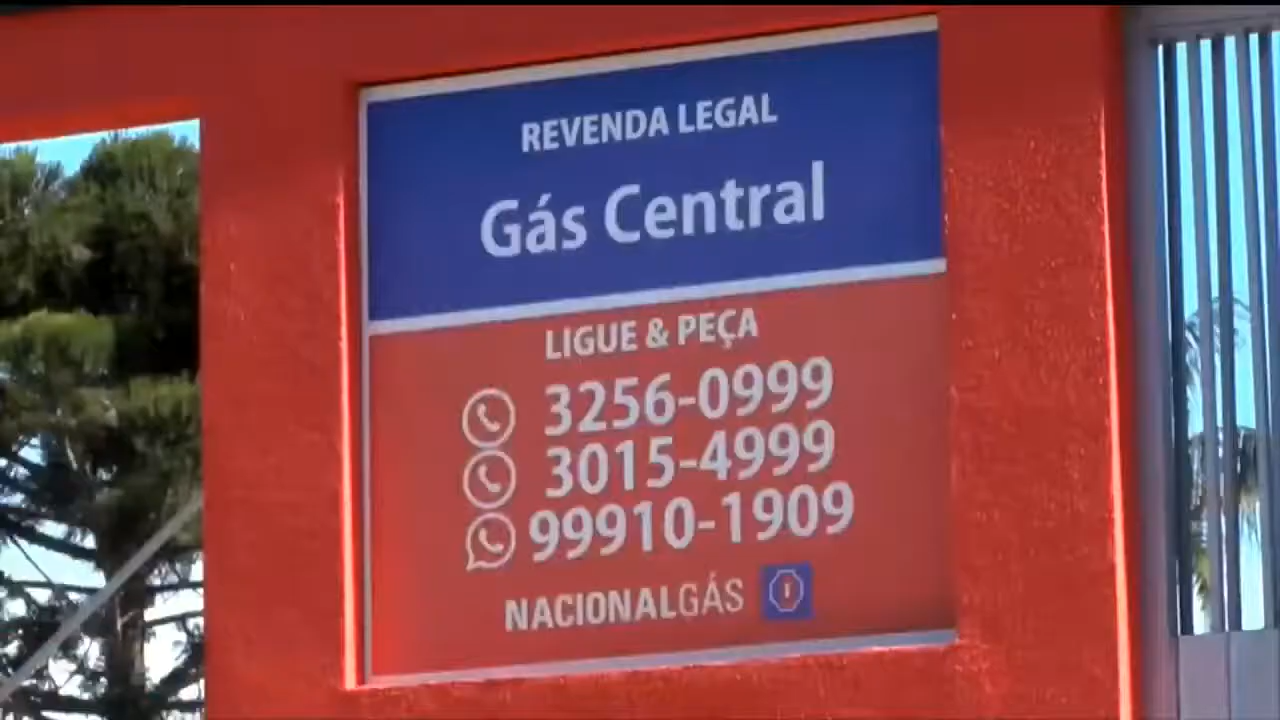 REVENDA LEGAL
Gás Central
LIGUE & PEÇA
3256-0999
3015-4999
99910-1909
NACIONALGÁS